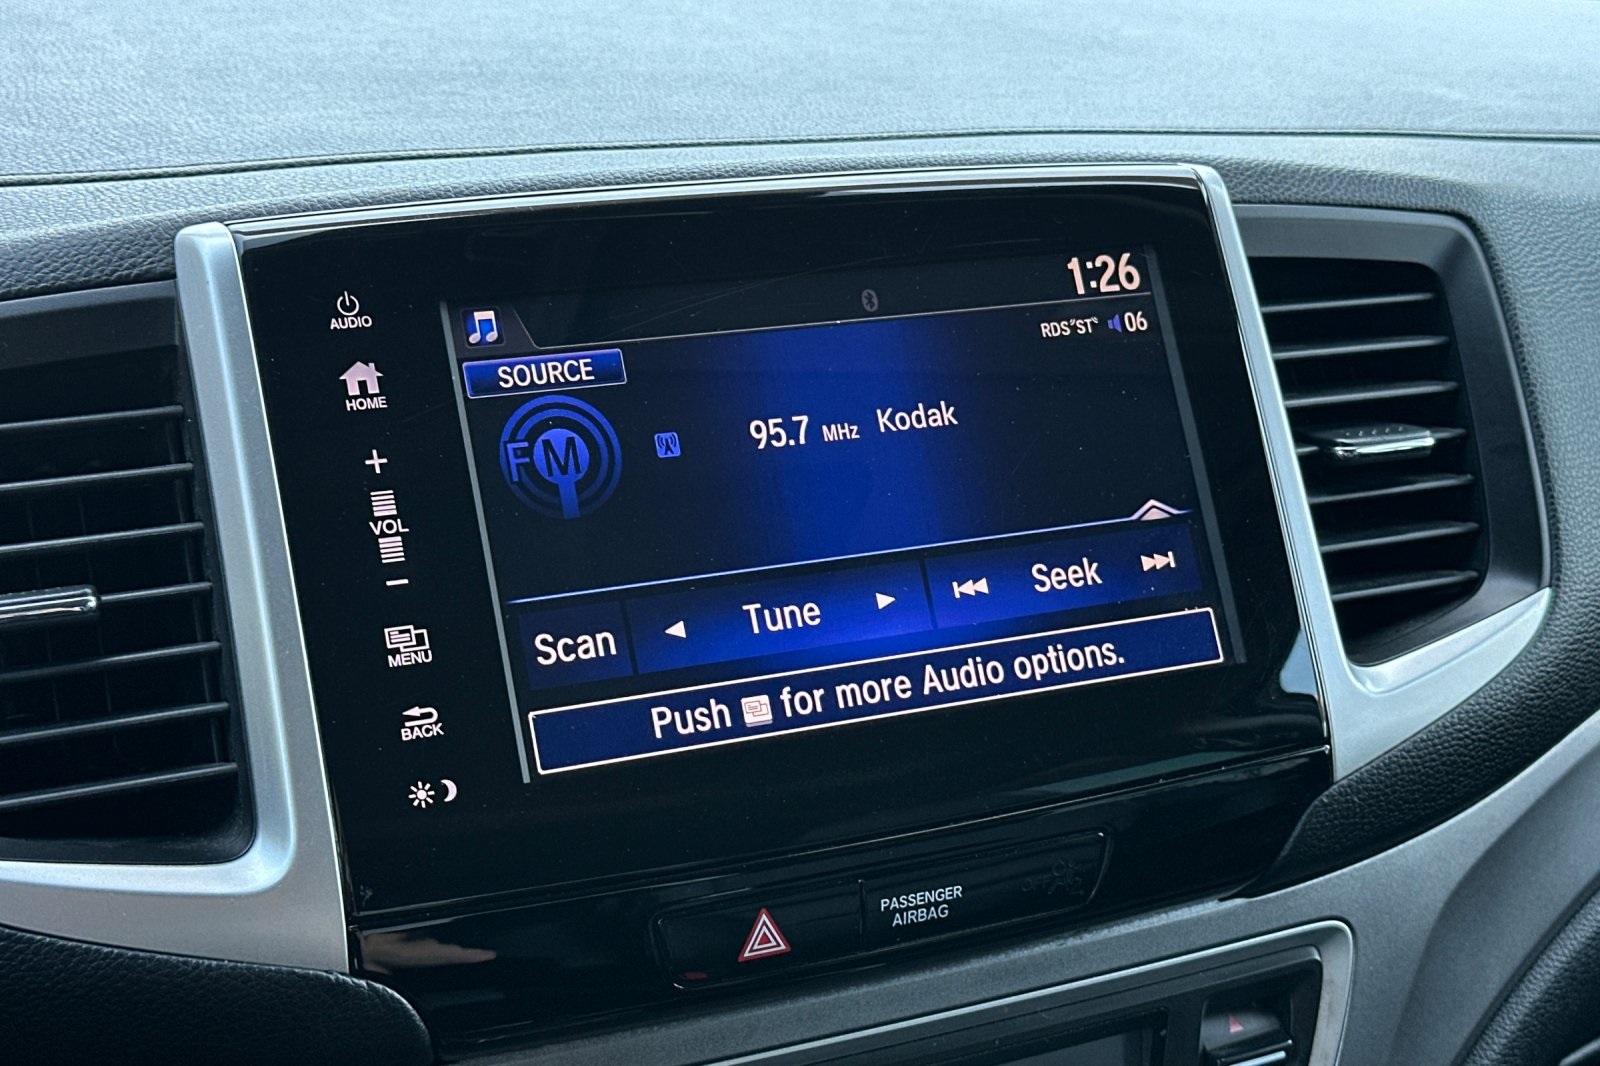 1:26
AUDIO
RDS "ST" 06
SOURCE
HOME
FM
95.7 MHz Kodak
+
VOL
−
Scan
Tune
Seek
MENU
Push for more Audio options.
BACK
PASSENGER
AIRBAG